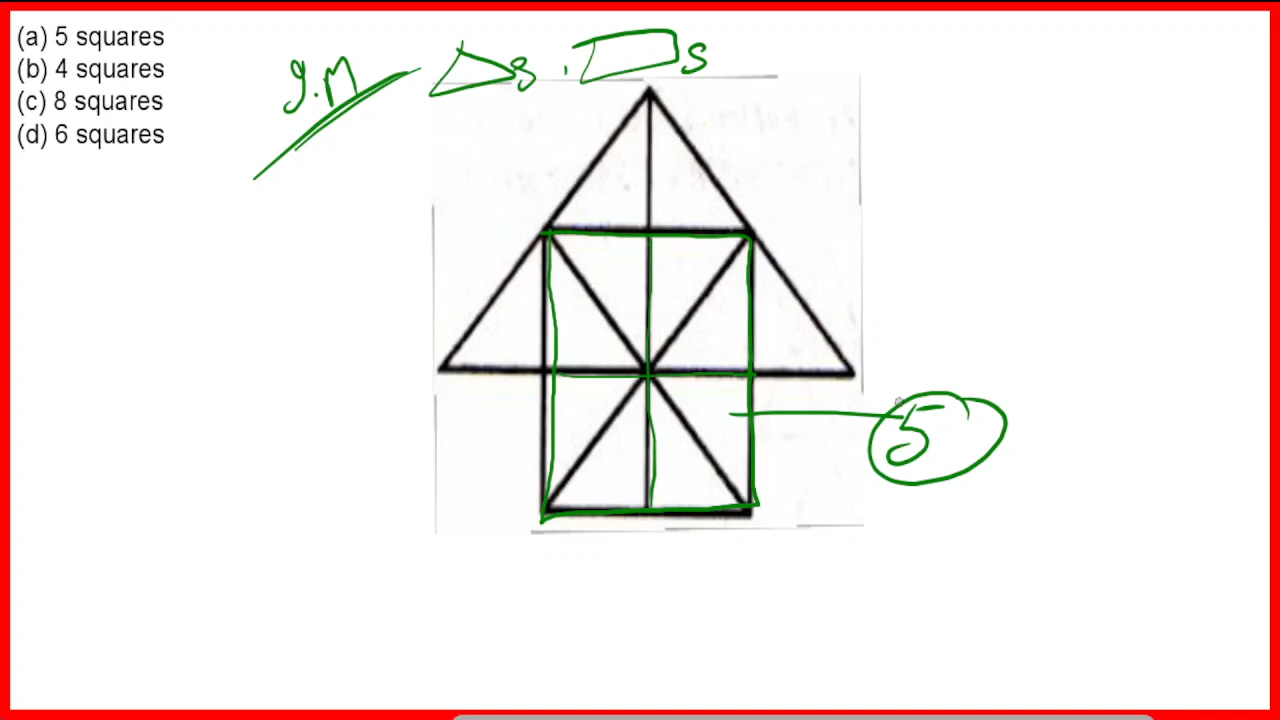 (a) 5 squares
(b) 4 squares
(c) 8 squares
(d) 6 squares
g.m
s . s
5